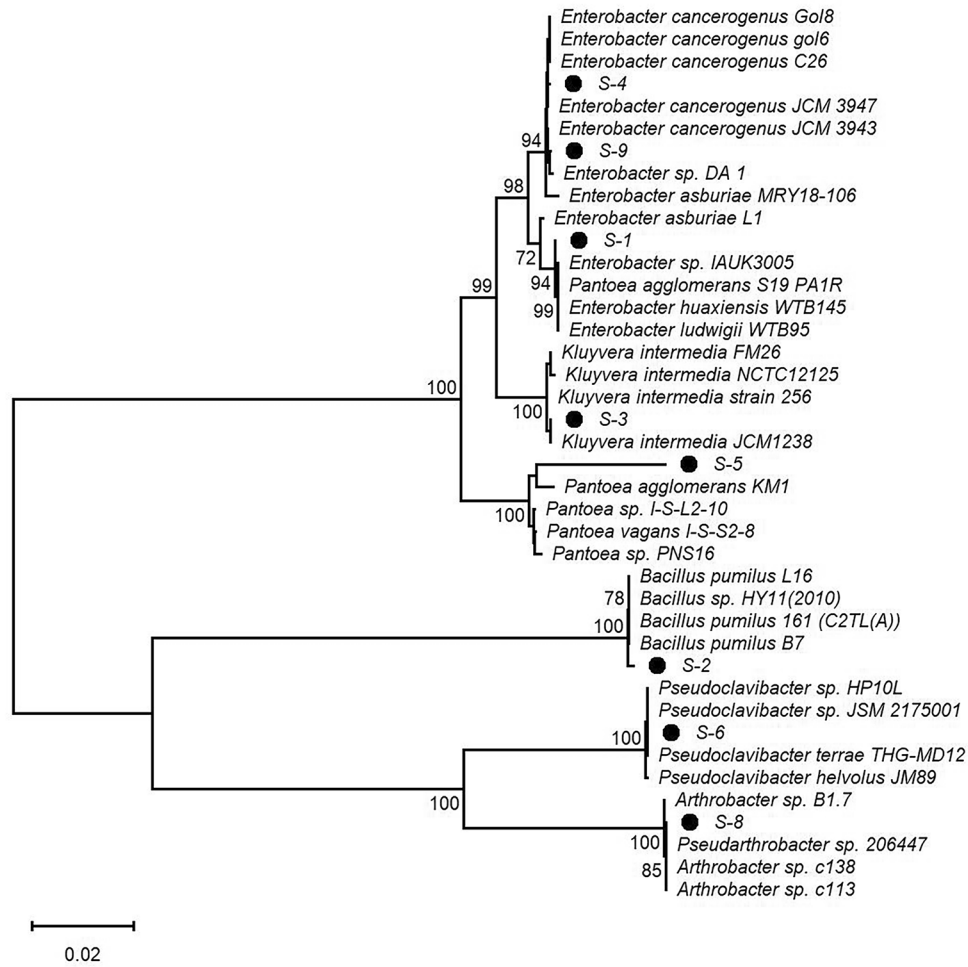 Enterobacter cancerogenus Gol8
Enterobacter cancerogenus gol6
Enterobacter cancerogenus C26
S-4
Enterobacter cancerogenus JCM 3947
Enterobacter cancerogenus JCM 3943
94
S-9
Enterobacter sp. DA 1
98
Enterobacter asburiae MRY18-106
Enterobacter asburiae L1
S-1
72
Enterobacter sp. IAUK3005
94
Pantoea agglomerans S19 PA1R
99
Enterobacter huaxiensis WTB145
99
Enterobacter ludwigii WTB95
Kluyvera intermedia FM26
Kluyvera intermedia NCTC12125
100
Kluyvera intermedia strain 256
100
S-3
Kluyvera intermedia JCM1238
S-5
Pantoea agglomerans KM1
Pantoea sp. I-S-L2-10
100
Pantoea vagans I-S-S2-8
Pantoea sp. PNS16
Bacillus pumilus L16
78
Bacillus sp. HY11(2010)
100
Bacillus pumilus 161 (C2TL(A))
Bacillus pumilus B7
S-2
Pseudoclavibacter sp. HP10L
Pseudoclavibacter sp. JSM 2175001
100
S-6
Pseudoclavibacter terrae THG-MD12
Pseudoclavibacter helvolus JM89
100
Arthrobacter sp. B1.7
S-8
100
Pseudarthrobacter sp. 206447
85
Arthrobacter sp. c138
Arthrobacter sp. c113
0.02